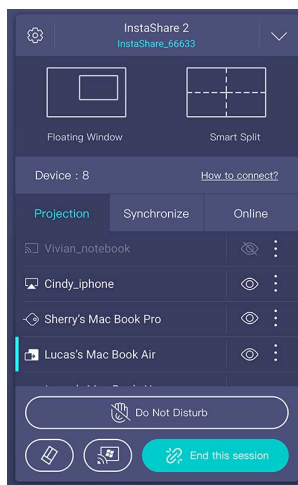 InstaShare 2
InstaShare_66633
Floating Window
Smart Split
Device : 8
How to connect?
Projection
Synchronize
Online
Vivian_notebook
Cindy_iphone
Sherry's Mac Book Pro
Lucas's Mac Book Air
Do Not Disturb
End this session